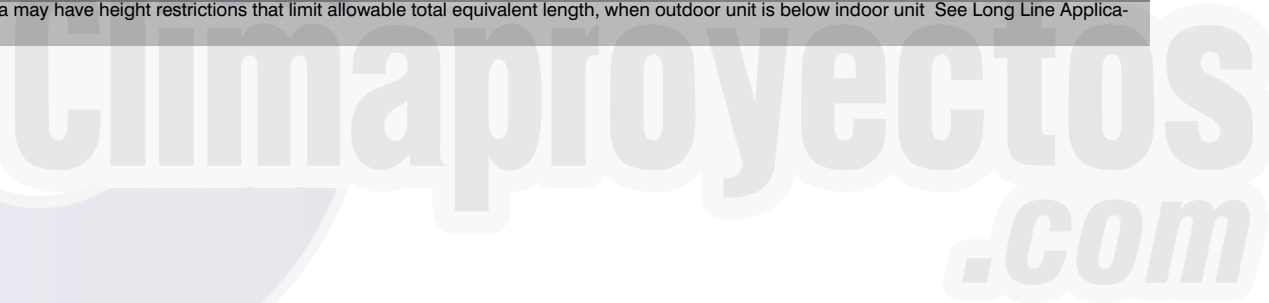 a may have height restrictions that limit allowable total equivalent length, when outdoor unit is below indoor unit  See Long Line Applica-
Climaproyectos
.com